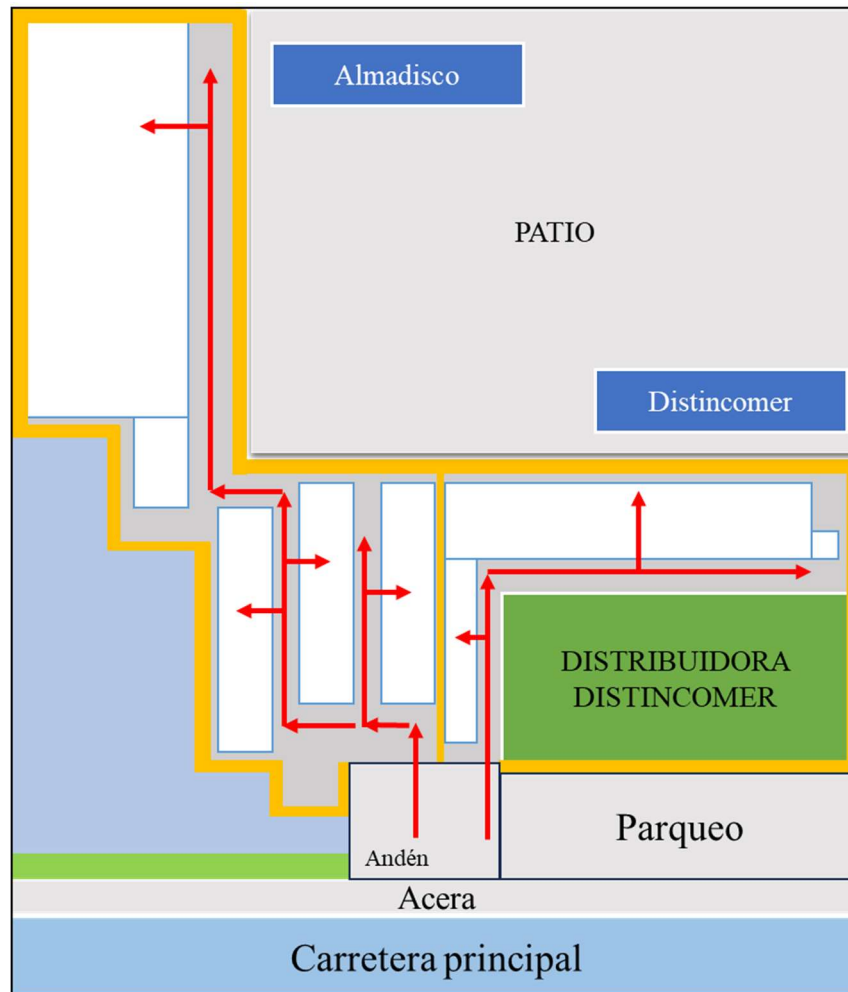 Almadisco
PATIO
Distincomer
DISTRIBUIDORA
DISTINCOMER
Parqueo
Andén
Acera
Carretera principal